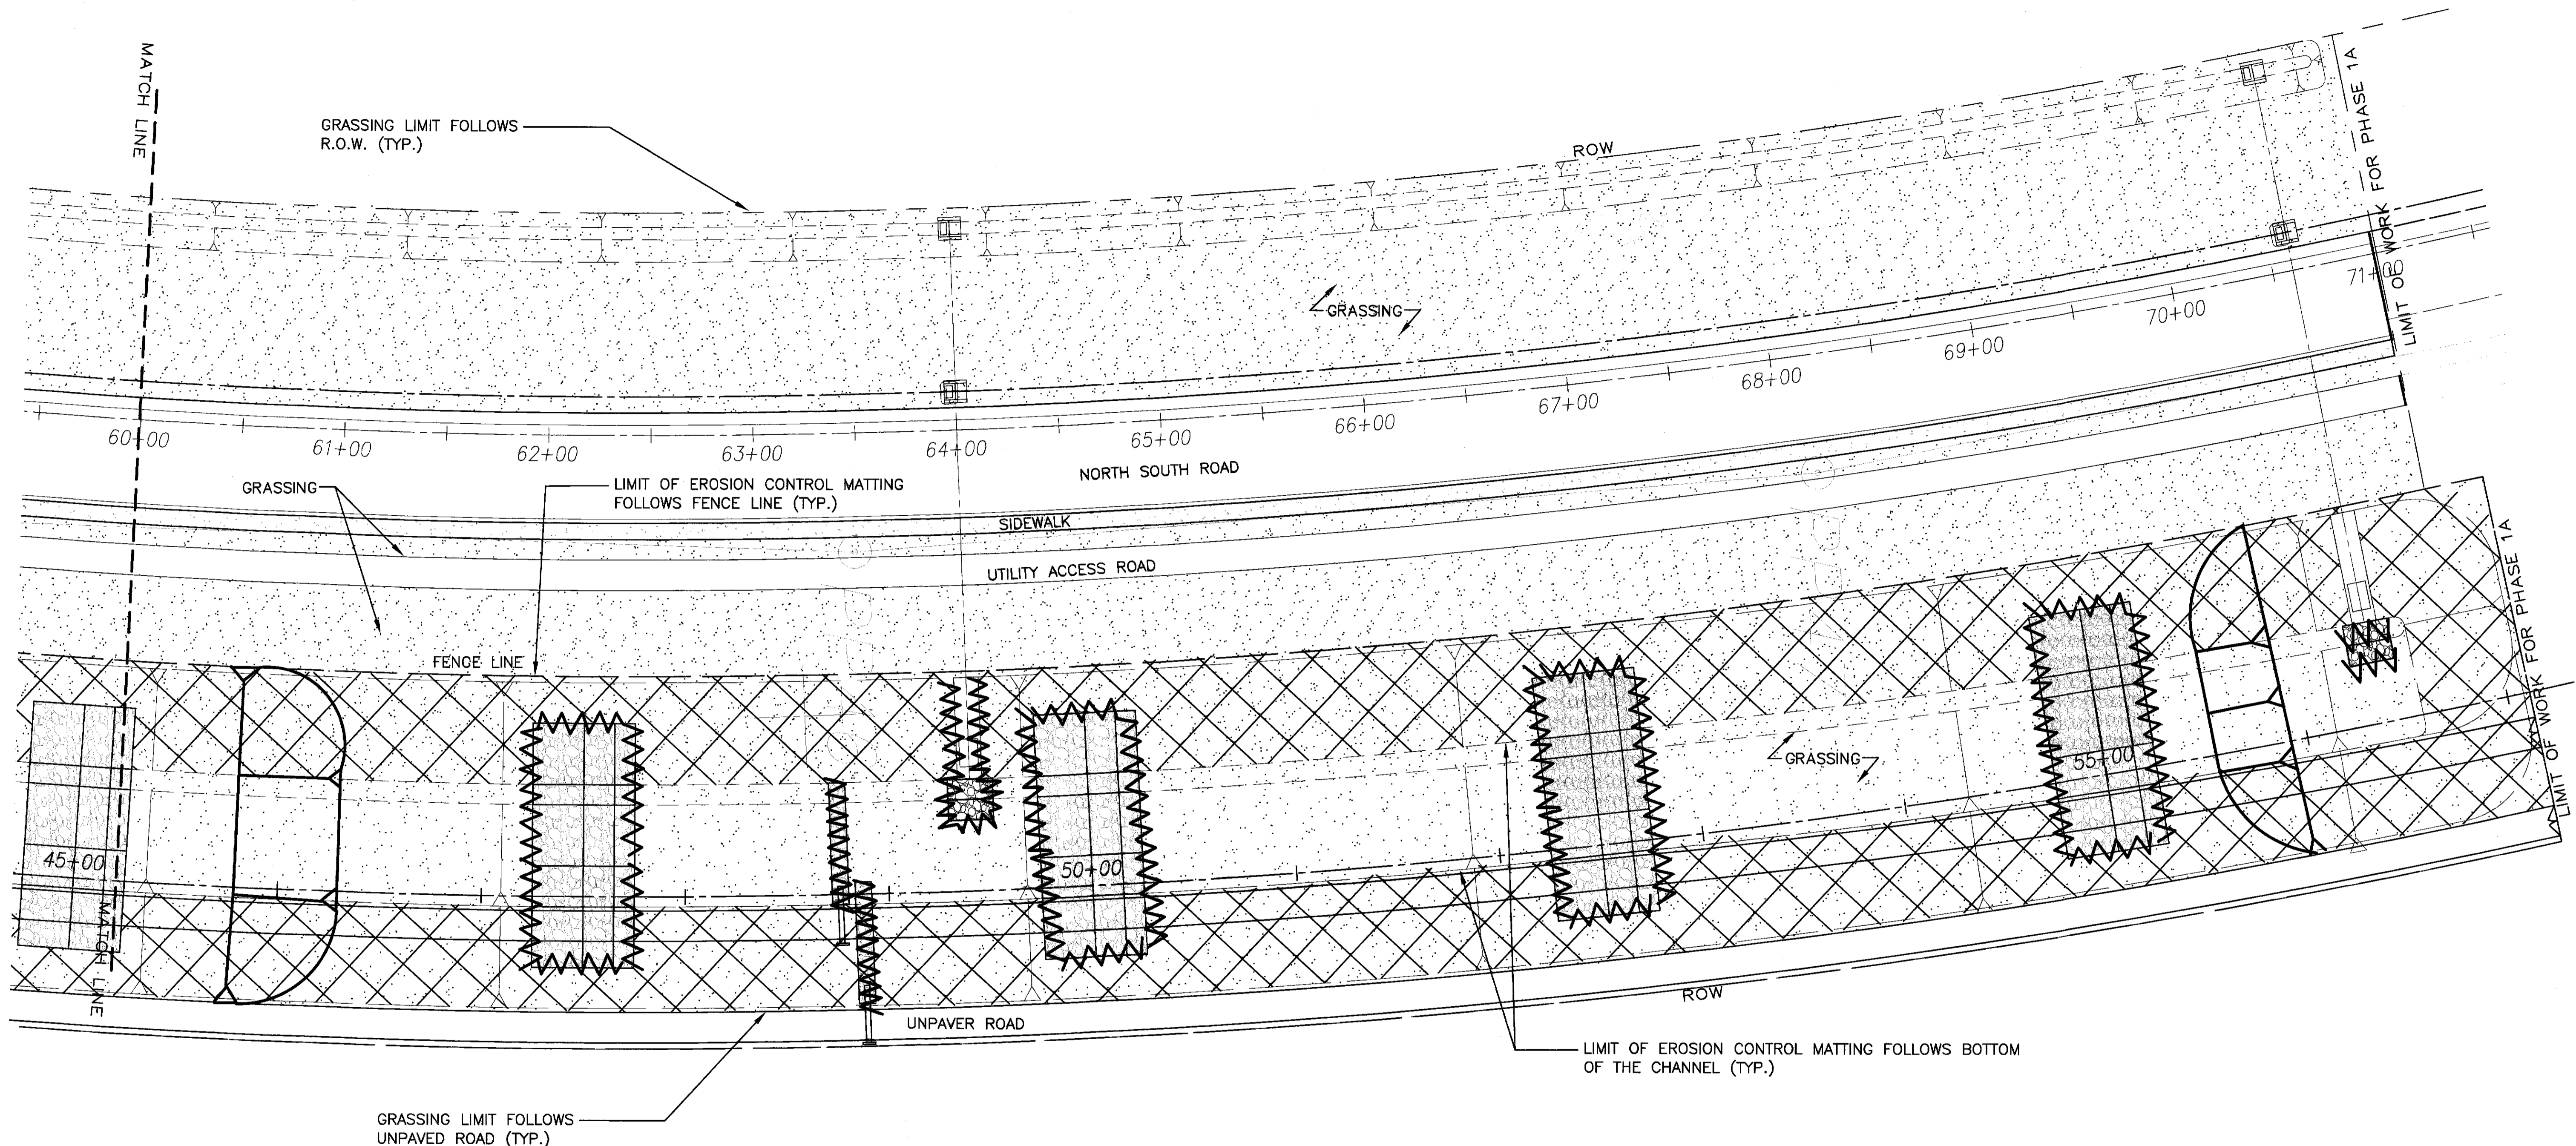 MATCH LINE
GRASSING LIMIT FOLLOWS
R.O.W. (TYP.)
ROW
LIMIT OF WORK FOR PHASE 1A
GRASSING
60+00
61+00
62+00
63+00
64+00
65+00
66+00
67+00
68+00
69+00
70+00
71+00
NORTH SOUTH ROAD
GRASSING
LIMIT OF EROSION CONTROL MATTING
FOLLOWS FENCE LINE (TYP.)
SIDEWALK
UTILITY ACCESS ROAD
FENCE LINE
GRASSING
LIMIT OF WORK FOR PHASE 1A
45+00
50+00
55+00
MATCH LINE
ROW
UNPAVER ROAD
LIMIT OF EROSION CONTROL MATTING FOLLOWS BOTTOM
OF THE CHANNEL (TYP.)
GRASSING LIMIT FOLLOWS
UNPAVED ROAD (TYP.)